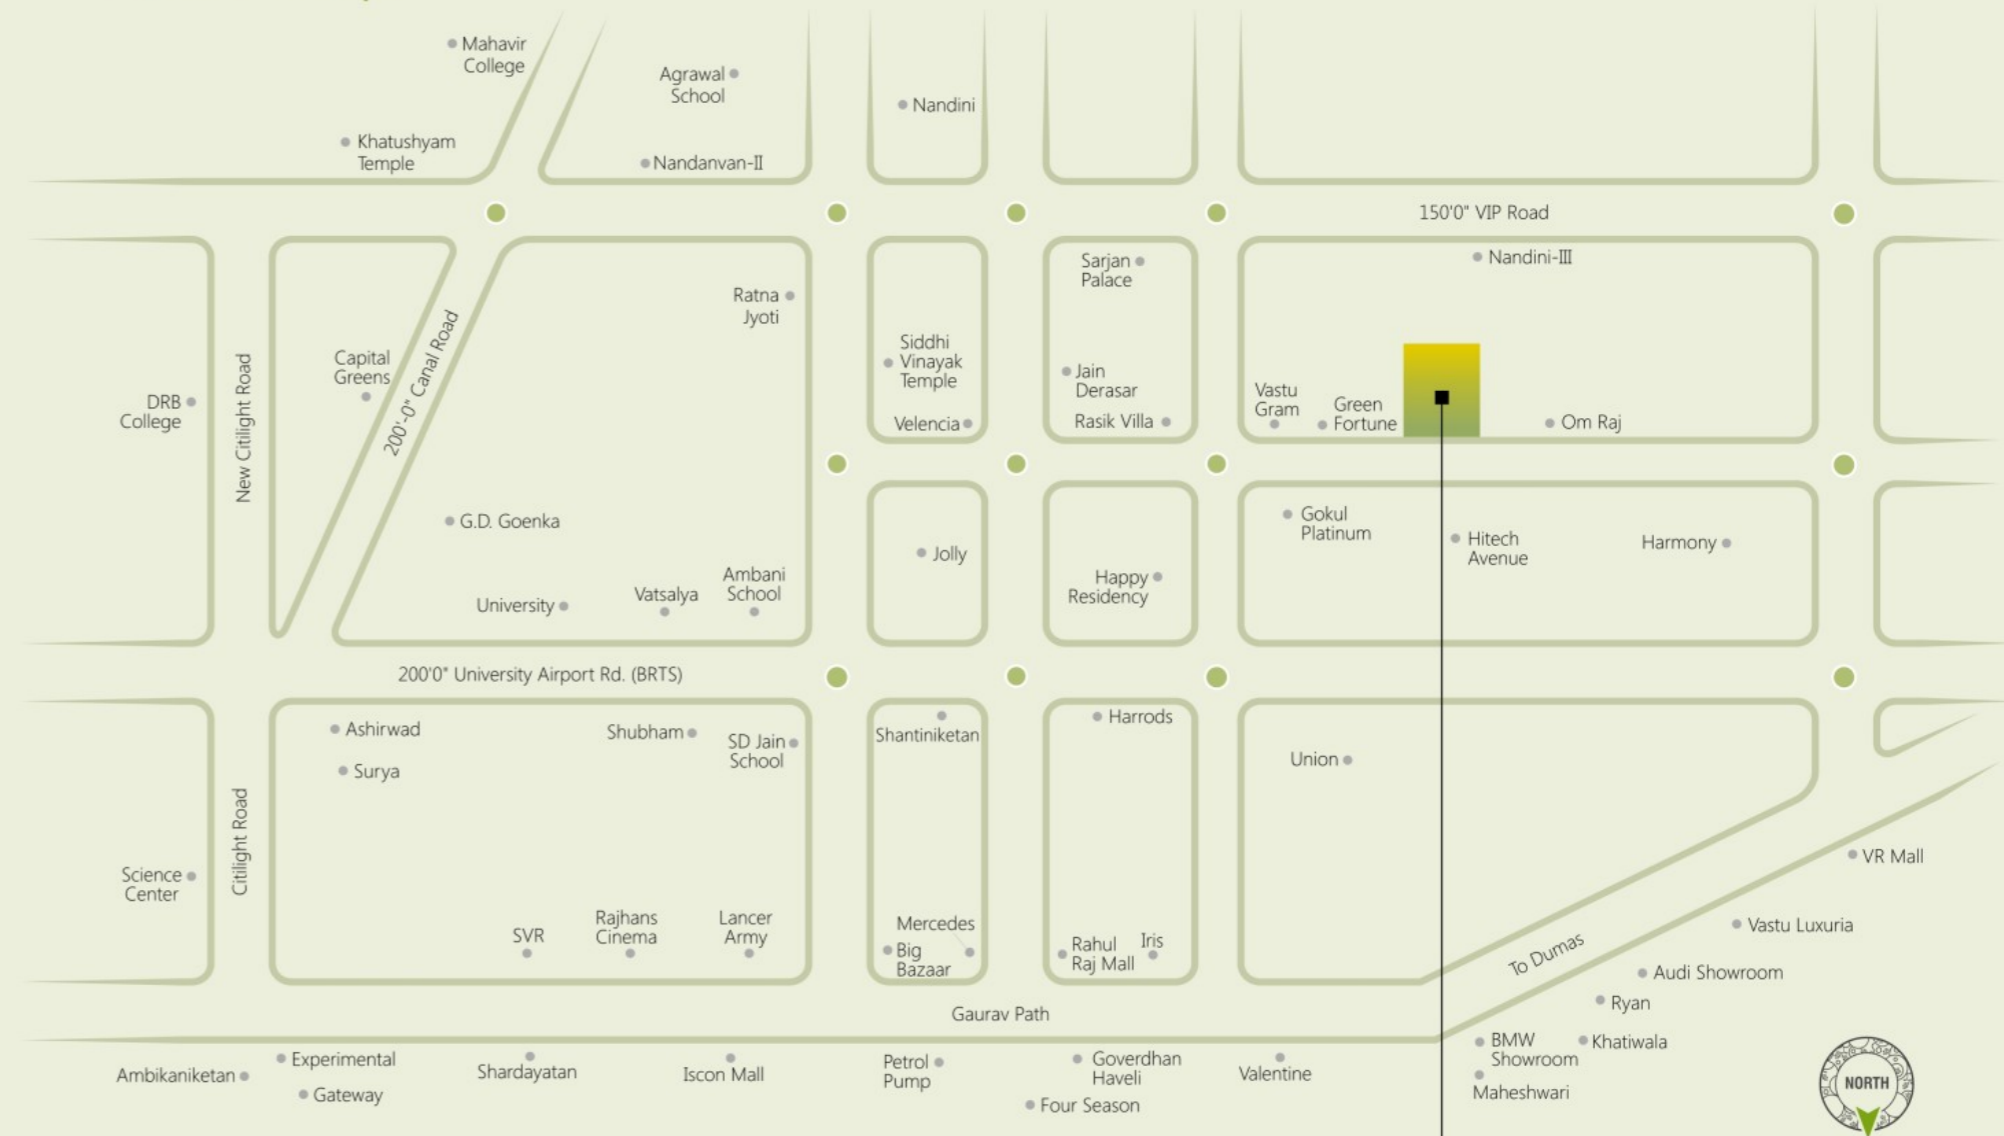 Mahavir
College
Agrawal
School
Nandini
Khatushyam
Temple
Nandanvan-II
150'0" VIP Road
Sarjan
Palace
Nandini-III
Ratna
Jyoti
Siddhi
Vinayak
Temple
Capital
Greens
200'-0" Canal Road
Jain
Derasar
DRB
College
New Citilight Road
Velencia
Rasik Villa
Vastu
Gram
Green
Fortune
Om Raj
G.D. Goenka
Gokul
Platinum
Jolly
Hitech
Avenue
Harmony
University
Vatsalya
Ambani
School
Happy
Residency
200'0" University Airport Rd. (BRTS)
Ashirwad
Shubham
SD Jain
School
Shantiniketan
Harrods
Surya
Union
Citilight Road
Science
Center
VR Mall
SVR
Rajhans
Cinema
Lancer
Army
Mercedes
Big
Bazaar
Rahul
Raj Mall
Iris
To Dumas
Vastu Luxuria
Audi Showroom
Ryan
Gaurav Path
BMW
Showroom
Khatiwala
Ambikaniketan
Experimental
Gateway
Shardayatan
Iscon Mall
Petrol
Pump
Goverdhan
Haveli
Four Season
Valentine
Maheshwari
NORTH